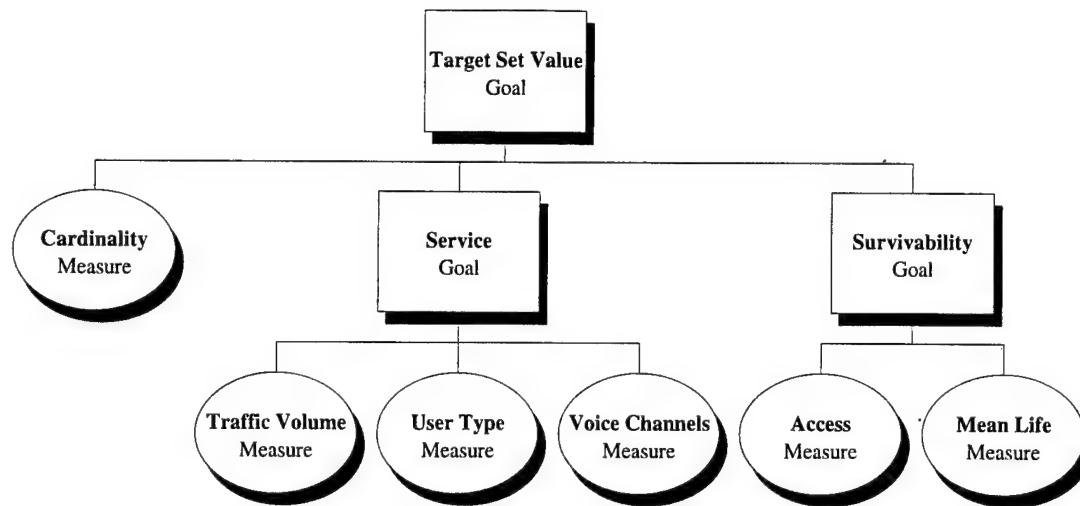 Target Set Value
Goal
Cardinality
Measure
Service
Goal
Survivability
Goal
Traffic Volume
Measure
User Type
Measure
Voice Channels
Measure
Access
Measure
Mean Life
Measure